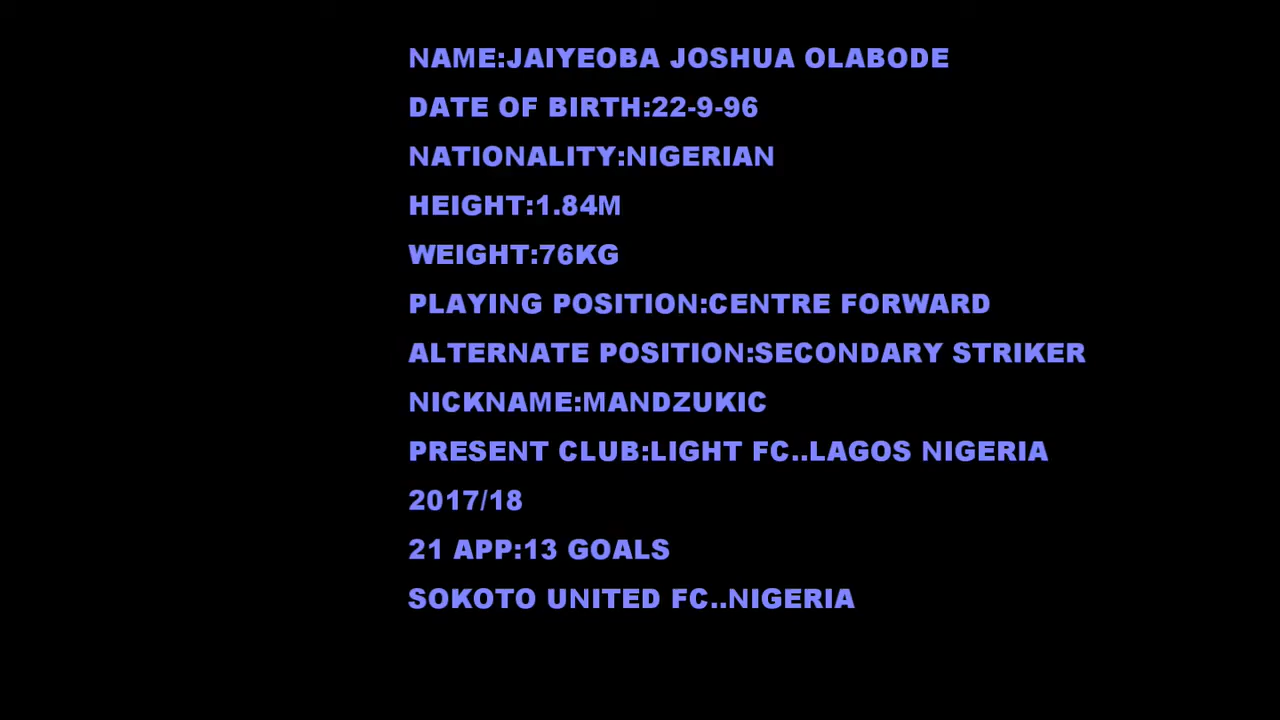 NAME:JAIYEOBA JOSHUA OLABODE
DATE OF BIRTH:22-9-96
NATIONALITY:NIGERIAN
HEIGHT:1.84M
WEIGHT:76KG
PLAYING POSITION:CENTRE FORWARD
ALTERNATE POSITION:SECONDARY STRIKER
NICKNAME:MANDZUKIC
PRESENT CLUB:LIGHT FC..LAGOS NIGERIA
2017/18
21 APP:13 GOALS
SOKOTO UNITED FC..NIGERIA